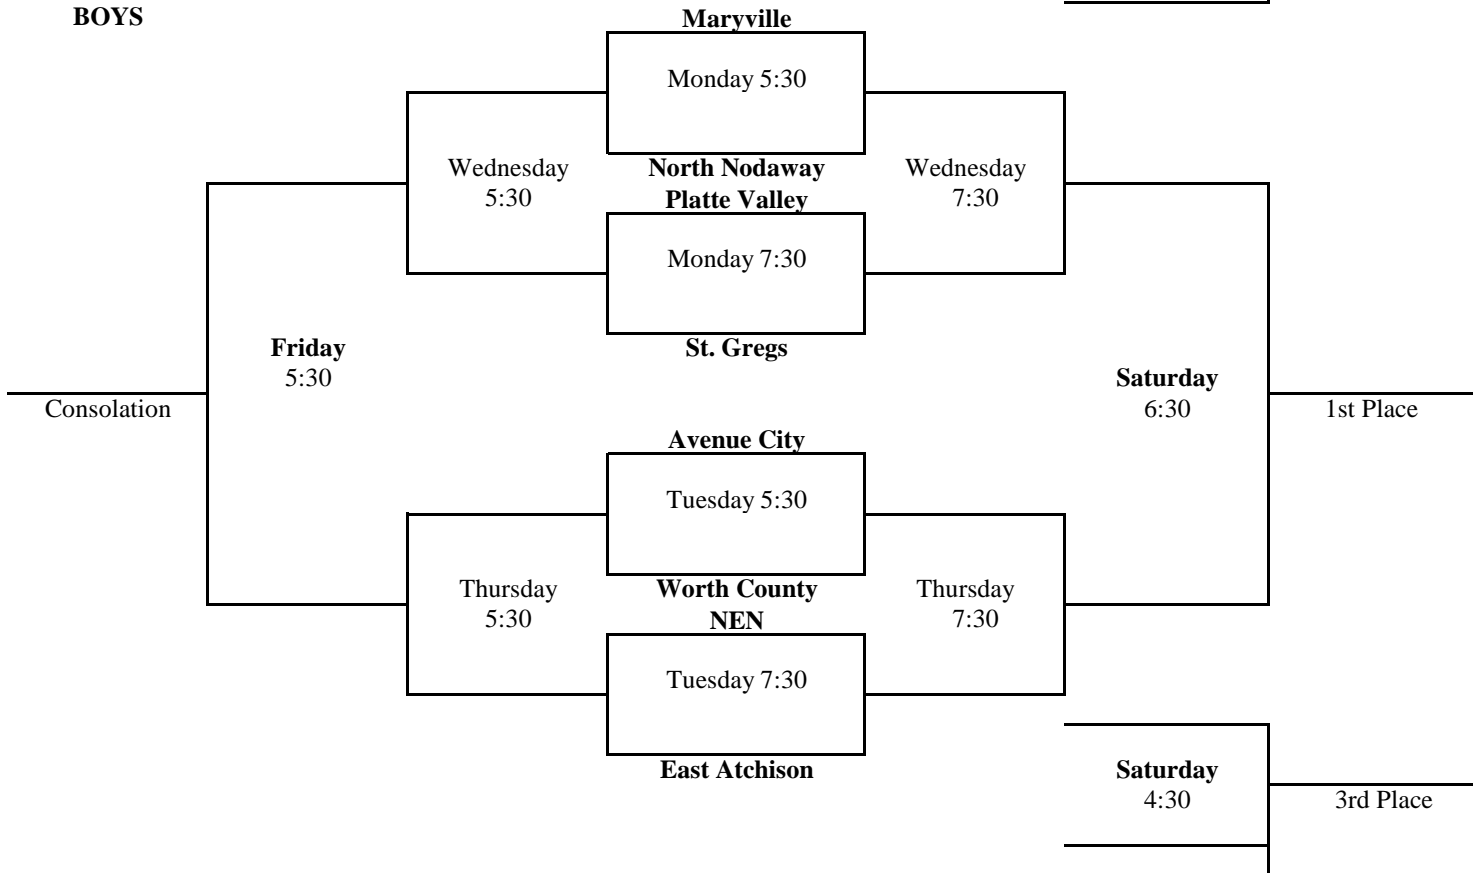 BOYS
Maryville
Monday 5:30
Wednesday
5:30
North Nodaway
Platte Valley
Wednesday
7:30
Monday 7:30
St. Gregs
Friday
5:30
Saturday
6:30
Consolation
1st Place
Avenue City
Tuesday 5:30
Thursday
5:30
Worth County
NEN
Thursday
7:30
Tuesday 7:30
East Atchison
Saturday
4:30
3rd Place